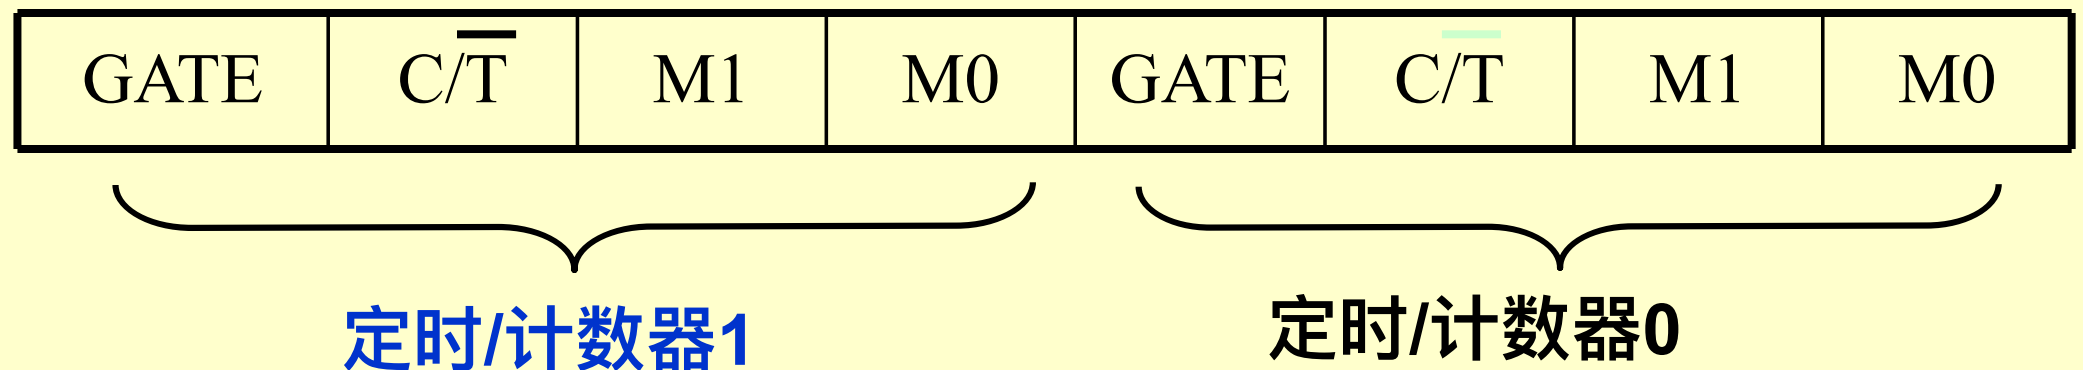 GATE C/T̅ M1 M0 GATE C/T̅ M1 M0
定时/计数器1 定时/计数器0